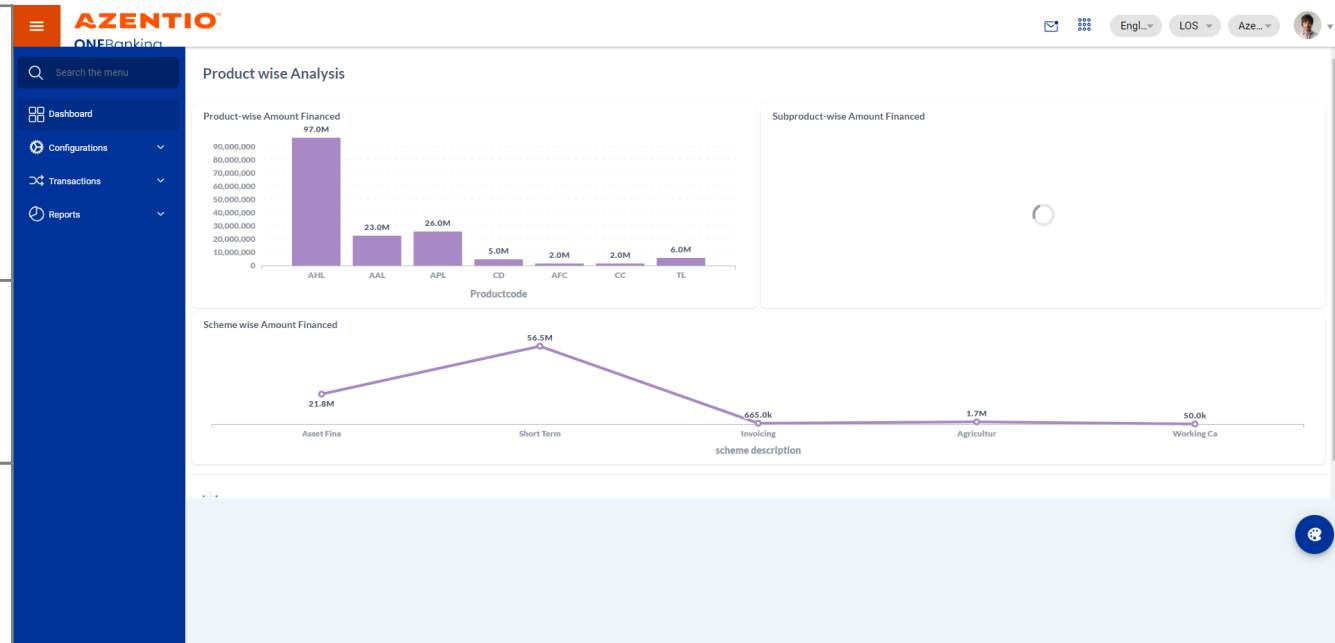 AZENTIO
ONEBanking
Engl...
LOS
Aze...
Search the menu
Dashboard
Configurations
Transactions
Reports
Product wise Analysis
Product-wise Amount Financed
97.0M
90,000,000
80,000,000
70,000,000
60,000,000
50,000,000
40,000,000
30,000,000
20,000,000
10,000,000
0
23.0M
26.0M
5.0M
2.0M
2.0M
6.0M
AHL AAL APL CD AFC CC TL
Productcode
Subproduct-wise Amount Financed
Scheme wise Amount Financed
56.5M
21.8M
665.0k
1.7M
50.0k
Asset Fina Short Term Invoicing Agricultur Working Ca
scheme description